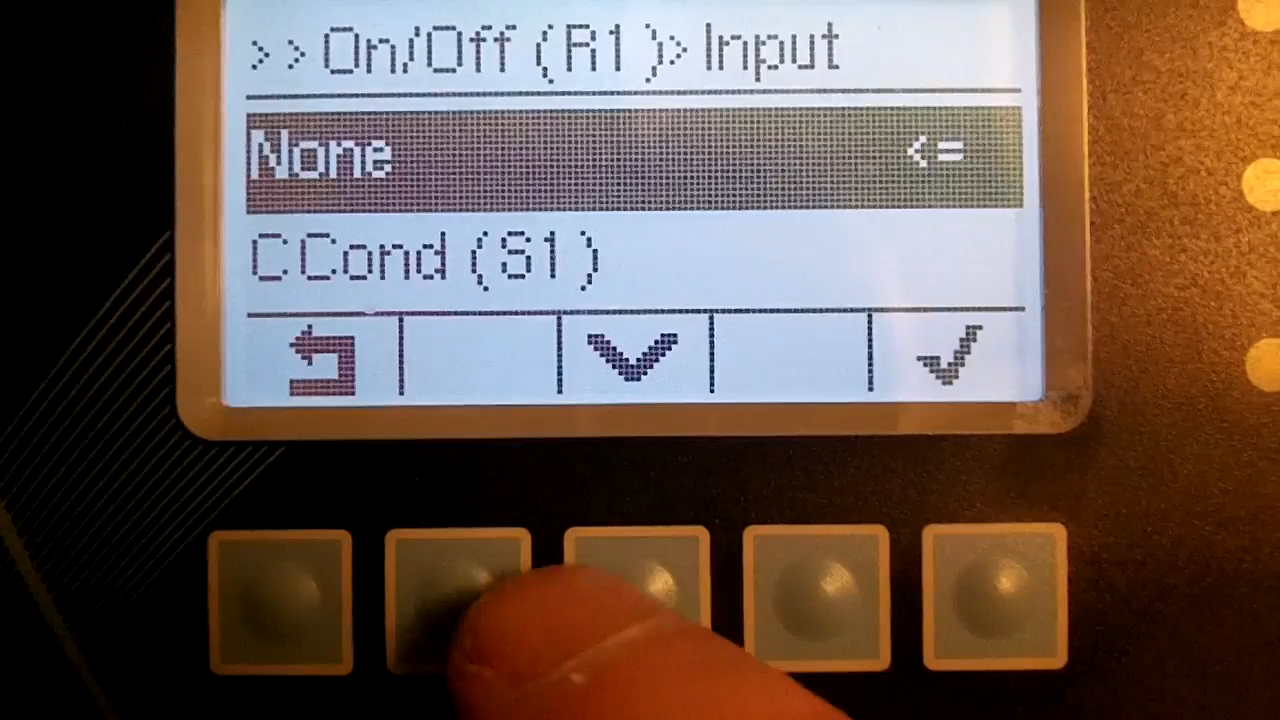 >> On/Off (R1)> Input
None <=
CCond (S1)